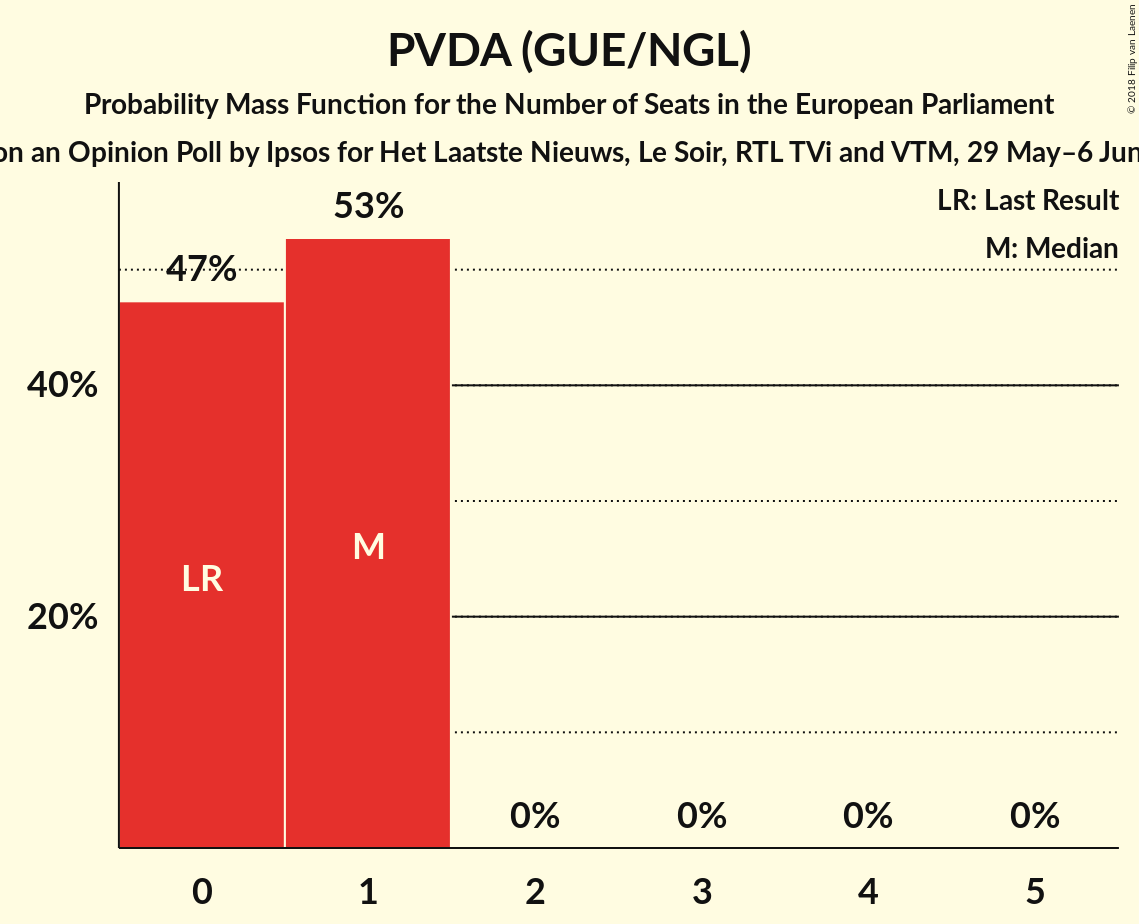 PVDA (GUE/NGL)
Probability Mass Function for the Number of Seats in the European Parliament
on an Opinion Poll by Ipsos for Het Laatste Nieuws, Le Soir, RTL TVi and VTM, 29 May–6 Jun
© 2018 Filip van Laenen
LR: Last Result
M: Median
53%
47%
40%
20%
LR
M
0%
0%
0%
0%
0
1
2
3
4
5